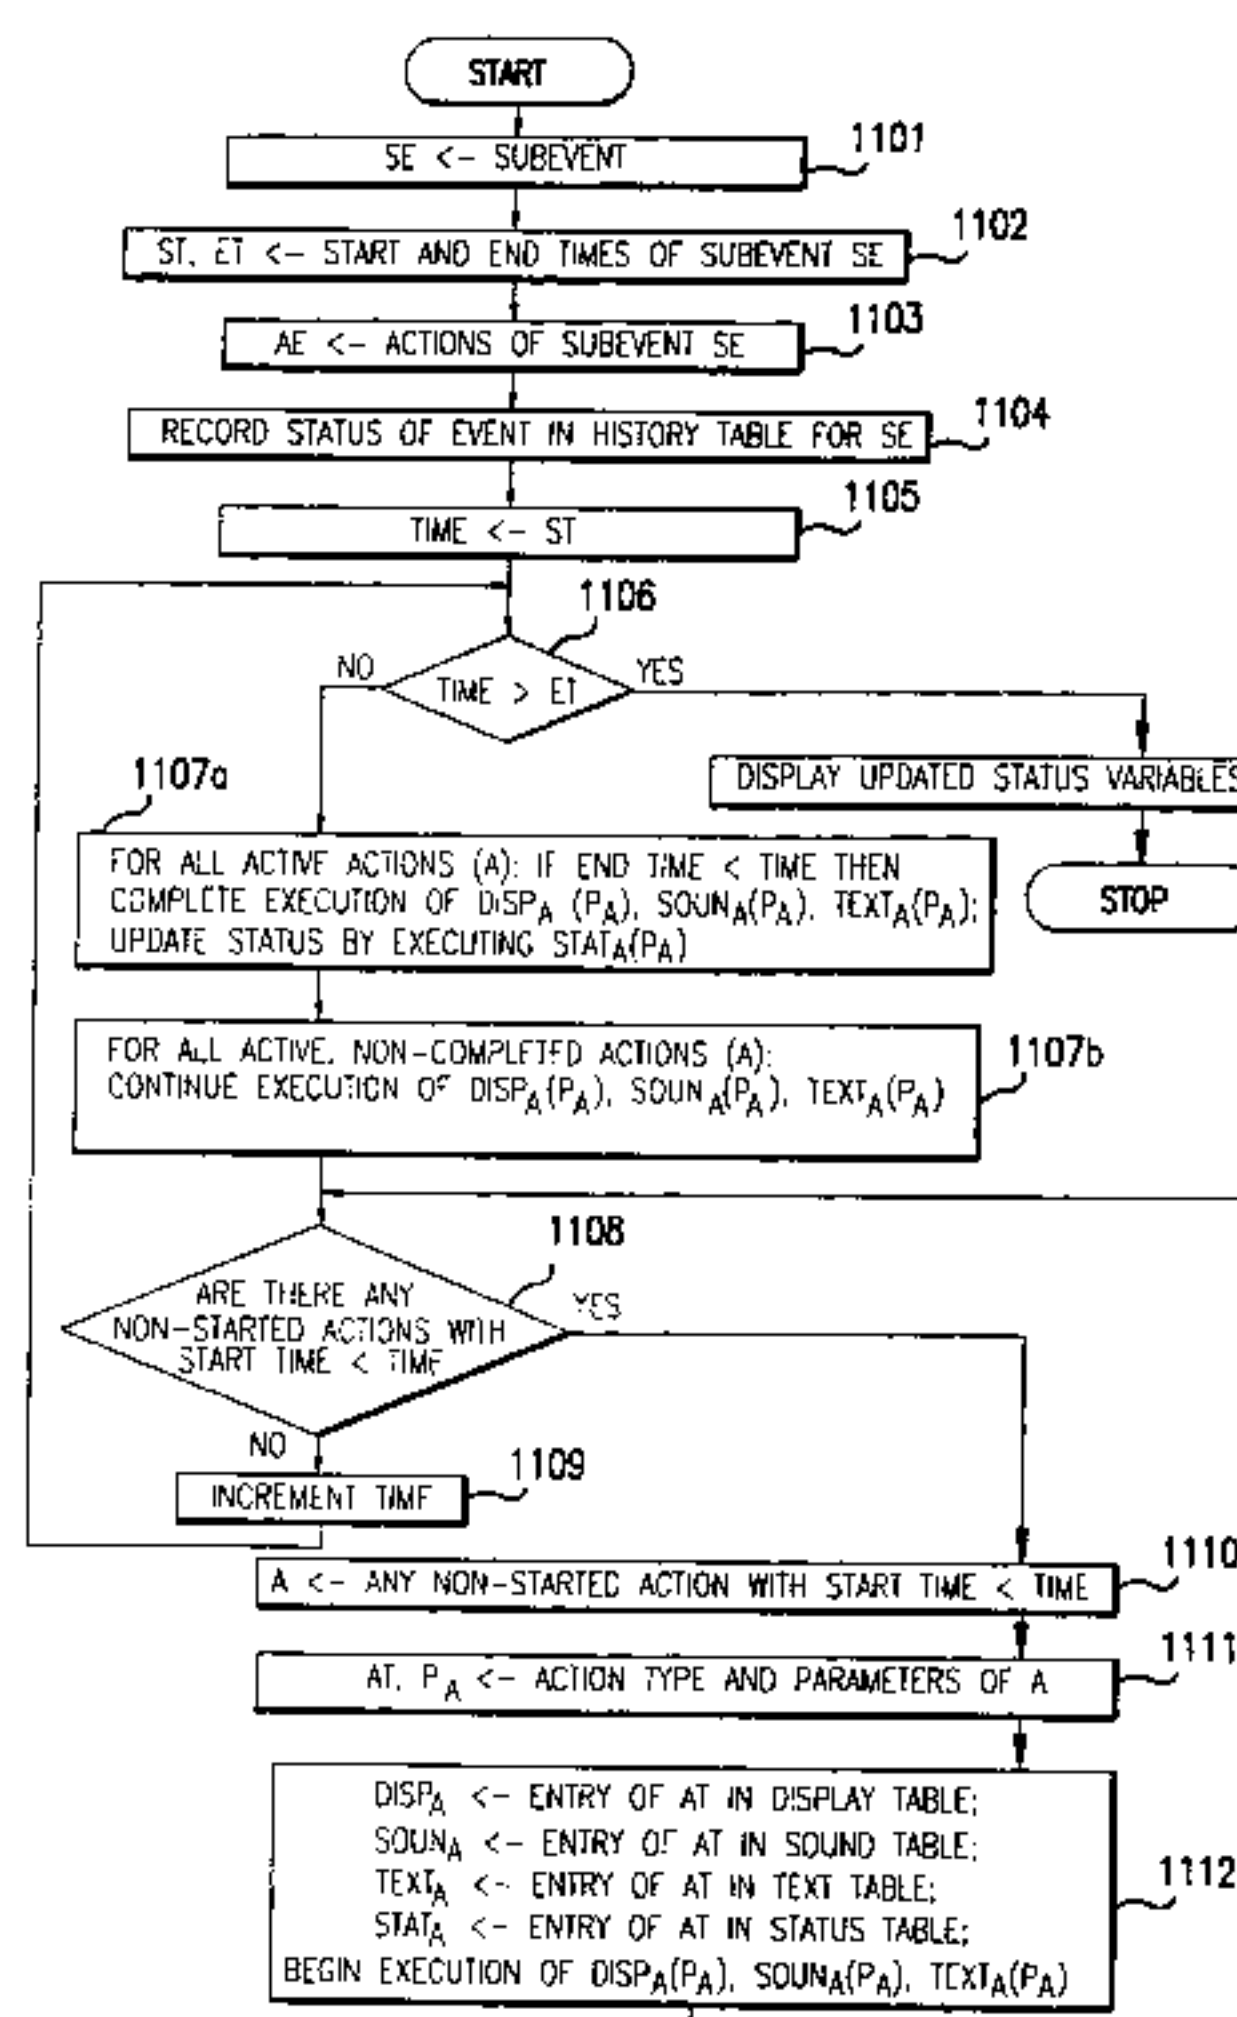 START
1101
SE <- SUBEVENT
1102
ST, ET <- START AND END TIMES OF SUBEVENT SE
1103
AE <- ACTIONS OF SUBEVENT SE
1104
RECORD STATUS OF EVENT IN HISTORY TABLE FOR SE
1105
TIME <- ST
1106
NO
TIME > ET
YES
1107a
DISPLAY UPDATED STATUS VARIABLES
FOR ALL ACTIVE ACTIONS (A): IF END TIME < TIME THEN
COMPLETE EXECUTION OF DISPA (PA), SOUNA(PA), TEXTA(PA);
UPDATE STATUS BY EXECUTING STATA(PA)
STOP
FOR ALL ACTIVE, NON-COMPLETED ACTIONS (A):
CONTINUE EXECUTION OF DISPA(PA), SOUNA(PA), TEXTA(PA)
1107b
1108
ARE THERE ANY
NON-STARTED ACTIONS WITH
START TIME < TIME
YES
NO
1109
INCREMENT TIME
1110
A <- ANY NON-STARTED ACTION WITH START TIME < TIME
1111
AT, PA <- ACTION TYPE AND PARAMETERS OF A
DISPA <- ENTRY OF AT IN DISPLAY TABLE;
SOUNA <- ENTRY OF AT IN SOUND TABLE;
TEXTA <- ENTRY OF AT IN TEXT TABLE;
STATA <- ENTRY OF AT IN STATUS TABLE;
BEGIN EXECUTION OF DISPA(PA), SOUNA(PA), TEXTA(PA)
1112